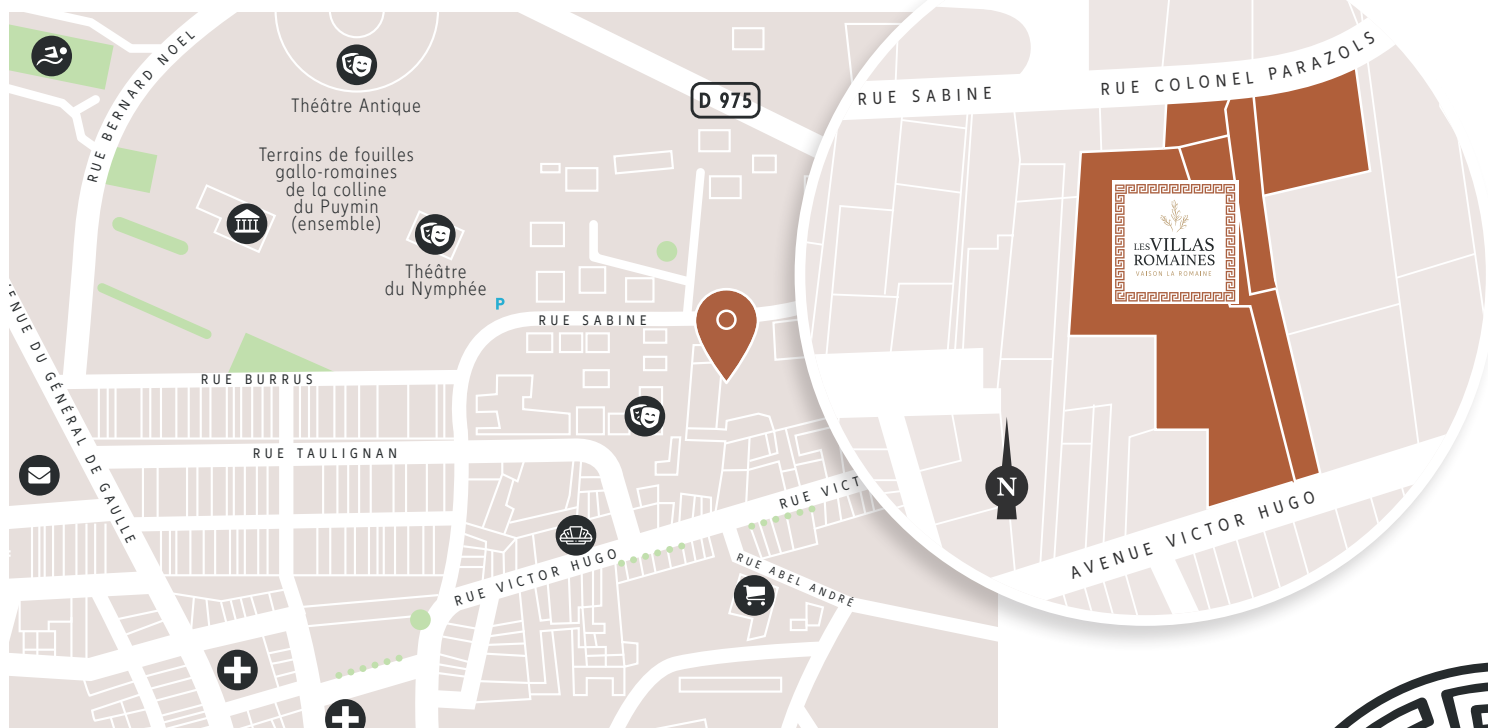 RUE BERNARD NOEL
Théâtre Antique
D 975
Terrains de fouilles
gallo-romaines
de la colline
du Puymin
(ensemble)
Théâtre
du Nymphée
P
RUE SABINE
RUE BURRUS
RUE TAULIGNAN
ENUE DU GÉNÉRAL DE GAULLE
RUE VICTOR HUGO
RUE VICT
RUE ABEL ANDRÉ
RUE SABINE
RUE COLONEL PARAZOLS
LES VILLAS
ROMAINES
VAISON LA ROMAINE
N
AVENUE VICTOR HUGO